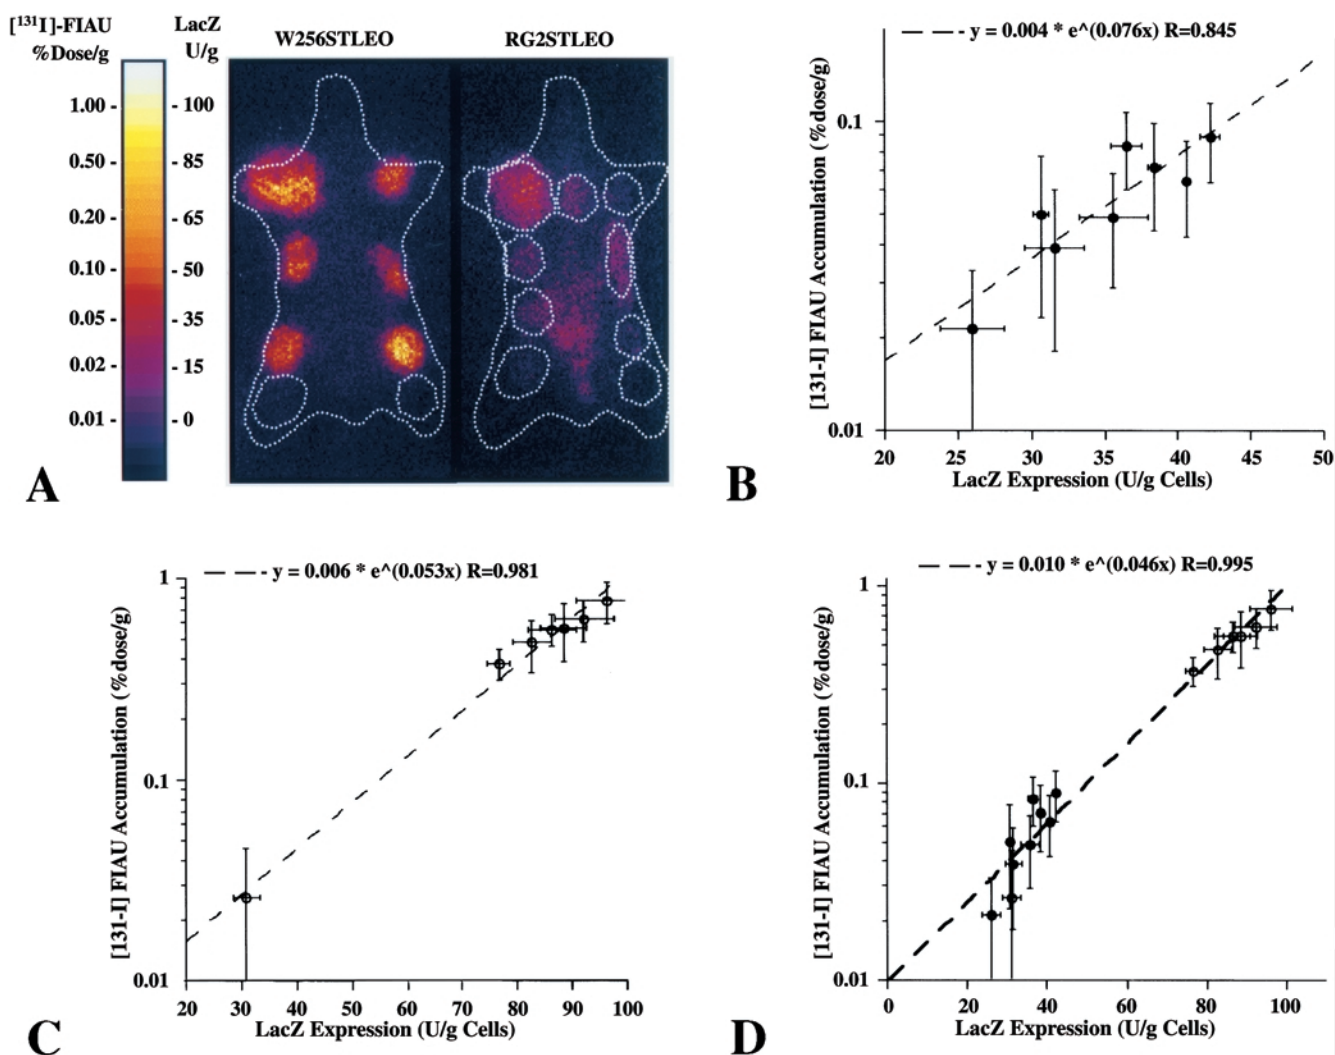 [¹³¹I]-FIAU LacZ
%Dose/g U/g
W256STLEO RG2STLEO
1.00 - - 100
0.50 - - 85
0.20 - - 65
0.10 - - 50
0.05 - - 35
0.02 - - 15
0.01 - - 0
A
y = 0.004 * e^(0.076x) R=0.845
[131-I] FIAU Accumulation (%dose/g)
0.1
0.01
20 25 30 35 40 45 50
LacZ Expression (U/g Cells)
B
y = 0.006 * e^(0.053x) R=0.981
[131-I] FIAU Accumulation (%dose/g)
1
0.1
0.01
20 30 40 50 60 70 80 90 100
LacZ Expression (U/g Cells)
C
y = 0.010 * e^(0.046x) R=0.995
[131-I] FIAU Accumulation (%dose/g)
1
0.1
0.01
0 20 40 60 80 100
LacZ Expression (U/g Cells)
D